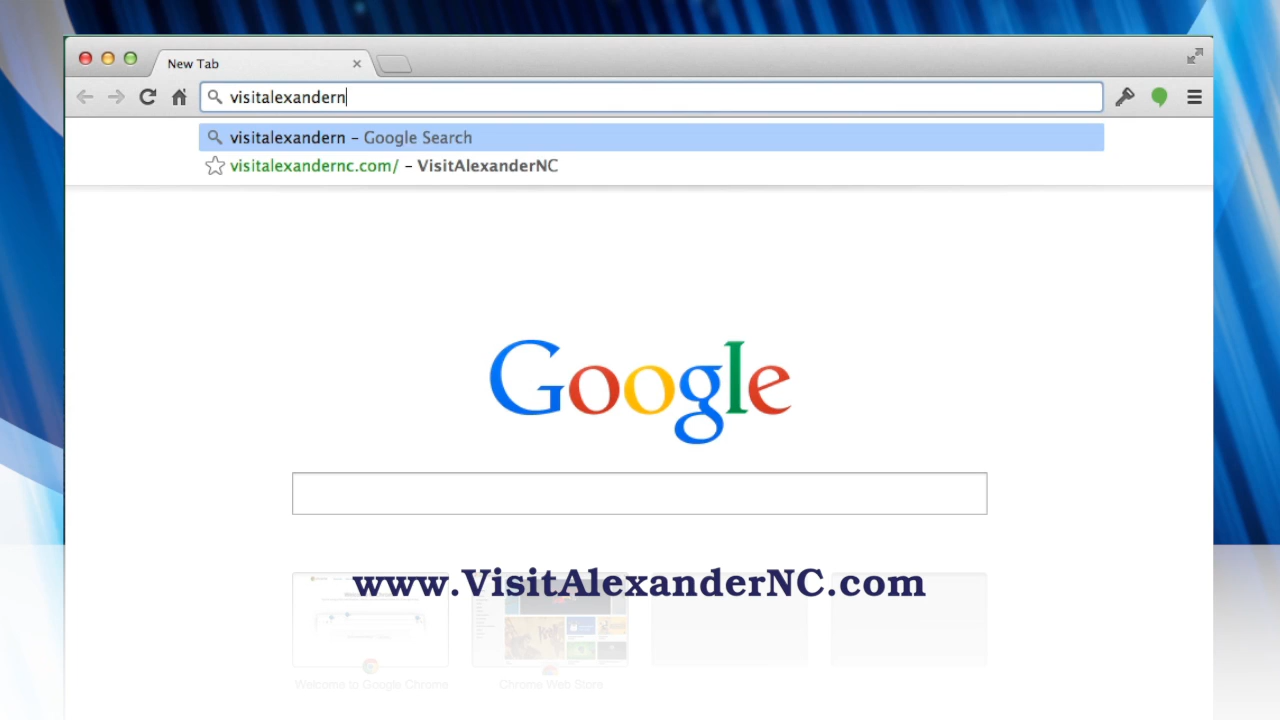 New Tab
visitalexandern
visitalexandern – Google Search
visitalexandernc.com/ – VisitAlexanderNC
Google
www.VisitAlexanderNC.com
Welcome to Google Chrome
Chrome Web Store